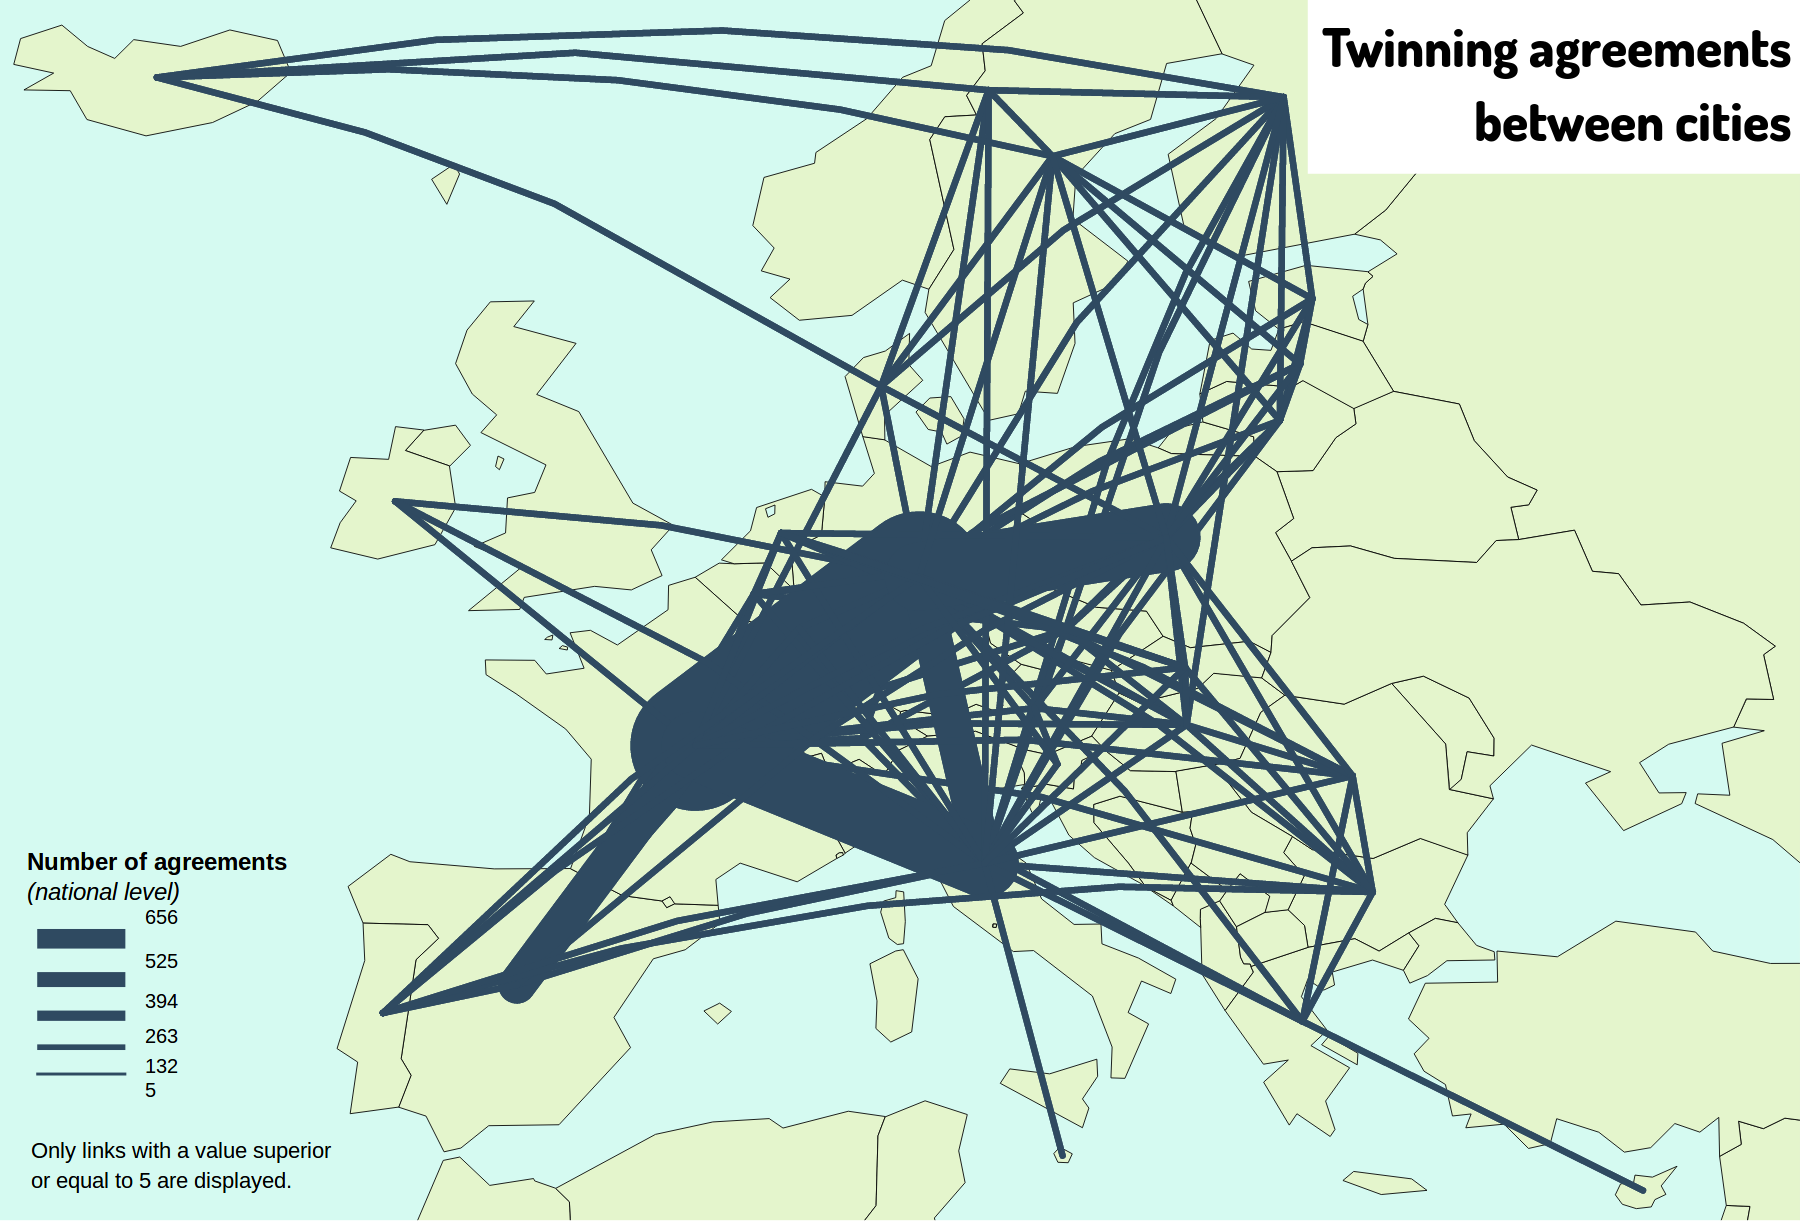 Twinning agreements
between cities
Number of agreements
(national level)
656
525
394
263
132
5
Only links with a value superior
or equal to 5 are displayed.